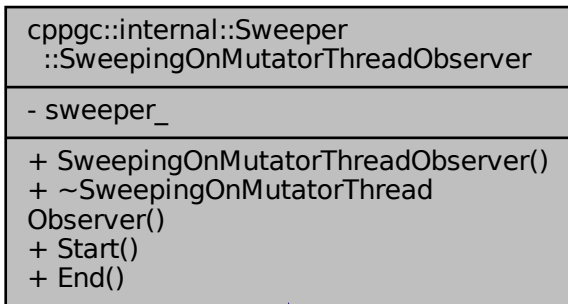 cppgc::internal::Sweeper
::SweepingOnMutatorThreadObserver
- sweeper_
+ SweepingOnMutatorThreadObserver()
+ ~SweepingOnMutatorThread
Observer()
+ Start()
+ End()